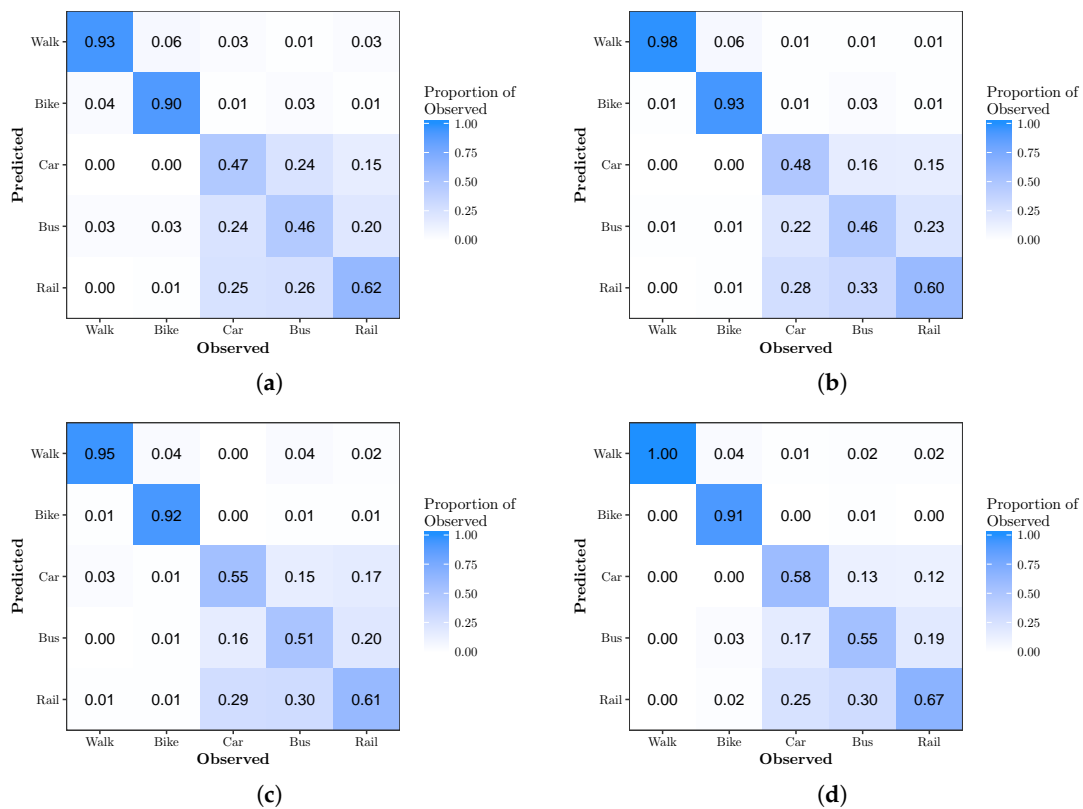 Walk 0.93 0.06 0.03 0.01 0.03
Bike 0.04 0.90 0.01 0.03 0.01
Car 0.00 0.00 0.47 0.24 0.15
Bus 0.03 0.03 0.24 0.46 0.20
Rail 0.00 0.01 0.25 0.26 0.62
Walk Bike Car Bus Rail
Observed
Predicted
Proportion of
Observed
1.00
0.75
0.50
0.25
0.00
(a)
Walk 0.98 0.06 0.01 0.01 0.01
Bike 0.01 0.93 0.01 0.03 0.01
Car 0.00 0.00 0.48 0.16 0.15
Bus 0.01 0.01 0.22 0.46 0.23
Rail 0.00 0.01 0.28 0.33 0.60
Walk Bike Car Bus Rail
Observed
Predicted
Proportion of
Observed
1.00
0.75
0.50
0.25
0.00
(b)
Walk 0.95 0.04 0.00 0.04 0.02
Bike 0.01 0.92 0.00 0.01 0.01
Car 0.03 0.01 0.55 0.15 0.17
Bus 0.00 0.01 0.16 0.51 0.20
Rail 0.01 0.01 0.29 0.30 0.61
Walk Bike Car Bus Rail
Observed
Predicted
Proportion of
Observed
1.00
0.75
0.50
0.25
0.00
(c)
Walk 1.00 0.04 0.01 0.02 0.02
Bike 0.00 0.91 0.00 0.01 0.00
Car 0.00 0.00 0.58 0.13 0.12
Bus 0.00 0.03 0.17 0.55 0.19
Rail 0.00 0.02 0.25 0.30 0.67
Walk Bike Car Bus Rail
Observed
Predicted
Proportion of
Observed
1.00
0.75
0.50
0.25
0.00
(d)